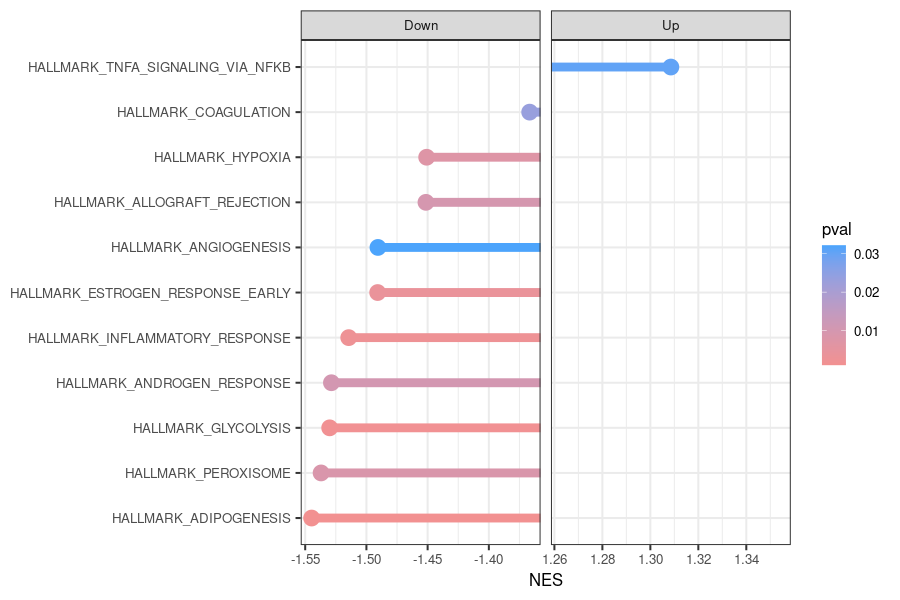 Down Up
HALLMARK_TNFA_SIGNALING_VIA_NFKB
HALLMARK_COAGULATION
HALLMARK_HYPOXIA
HALLMARK_ALLOGRAFT_REJECTION
HALLMARK_ANGIOGENESIS
HALLMARK_ESTROGEN_RESPONSE_EARLY
HALLMARK_INFLAMMATORY_RESPONSE
HALLMARK_ANDROGEN_RESPONSE
HALLMARK_GLYCOLYSIS
HALLMARK_PEROXISOME
HALLMARK_ADIPOGENESIS
-1.55 -1.50 -1.45 -1.40 1.26 1.28 1.30 1.32 1.34
NES
pval
0.03
0.02
0.01